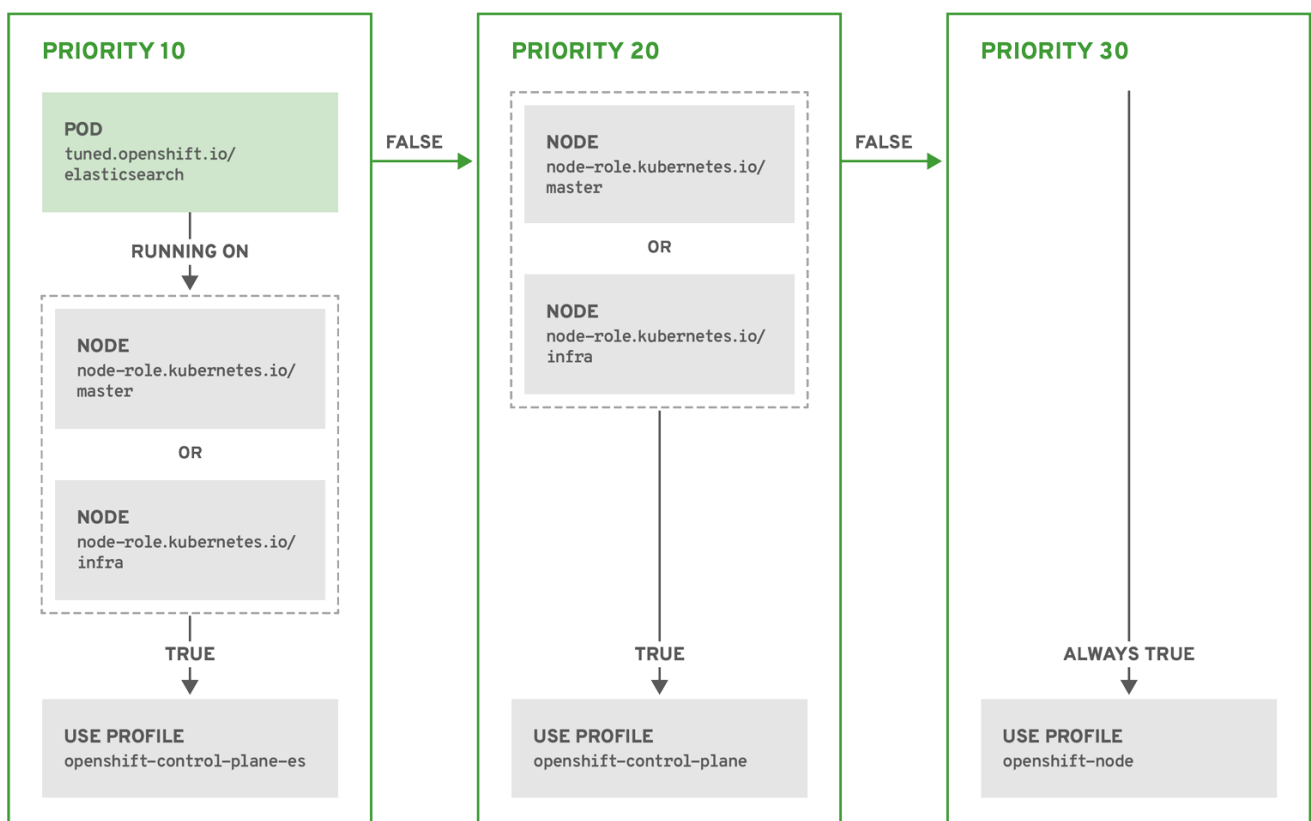 PRIORITY 10
POD
tuned.openshift.io/
elasticsearch
RUNNING ON
NODE
node-role.kubernetes.io/
master
OR
NODE
node-role.kubernetes.io/
infra
TRUE
USE PROFILE
openshift-control-plane-es
FALSE
PRIORITY 20
NODE
node-role.kubernetes.io/
master
OR
NODE
node-role.kubernetes.io/
infra
TRUE
USE PROFILE
openshift-control-plane
FALSE
PRIORITY 30
ALWAYS TRUE
USE PROFILE
openshift-node